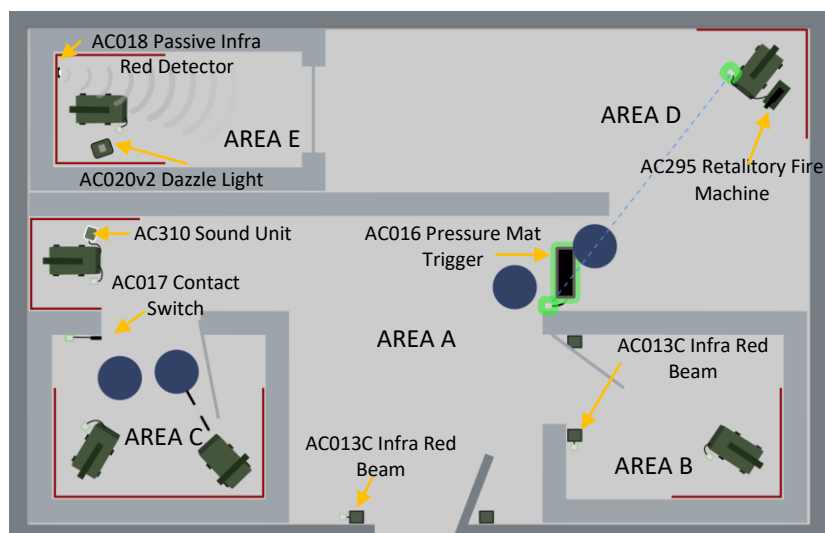 AC018 Passive Infra
Red Detector
AREA E
AC020v2 Dazzle Light
AREA D
AC295 Retalitory Fire
Machine
AC310 Sound Unit
AC016 Pressure Mat
Trigger
AC017 Contact
Switch
AREA A
AC013C Infra Red
Beam
AREA C
AC013C Infra Red
Beam
AREA B